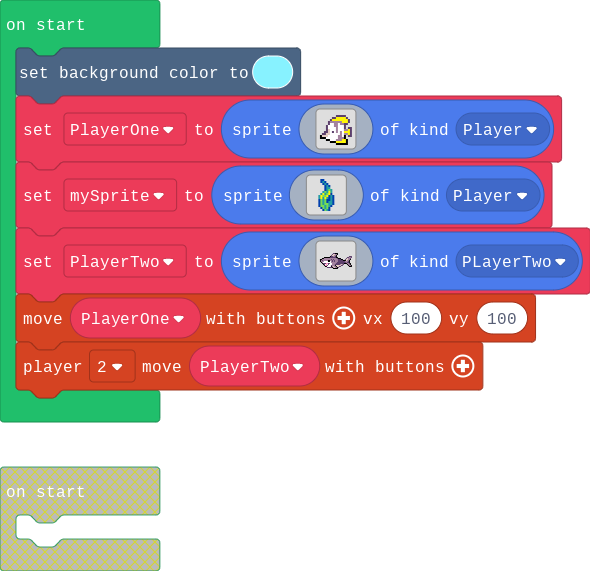 on start
set background color to
set PlayerOne to sprite of kind Player
set mySprite to sprite of kind Player
set PlayerTwo to sprite of kind PLayerTwo
move PlayerOne with buttons vx 100 vy 100
player 2 move PlayerTwo with buttons
on start